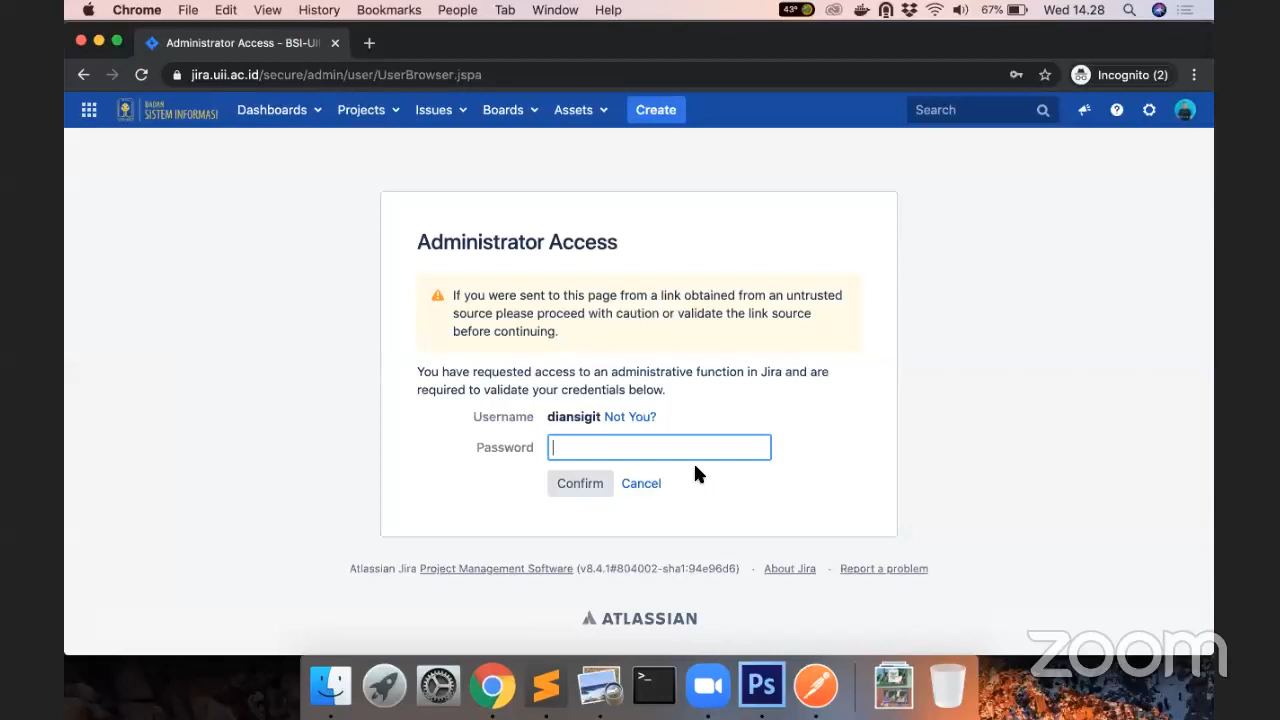 Chrome File Edit View History Bookmarks People Tab Window Help 43° 67% Wed 14.28
Administrator Access - BSI-UI
jira.uii.ac.id/secure/admin/user/UserBrowser.jspa Incognito (2)
BADAN
SISTEM INFORMASI
Dashboards Projects Issues Boards Assets Create Search
Administrator Access
If you were sent to this page from a link obtained from an untrusted
source please proceed with caution or validate the link source
before continuing.
You have requested access to an administrative function in Jira and are
required to validate your credentials below.
Username diansigit Not You?
Password
Confirm Cancel
Atlassian Jira Project Management Software (v8.4.1#804002-sha1:94e96d6) · About Jira · Report a problem
ATLASSIAN
zoom
>_
Ps